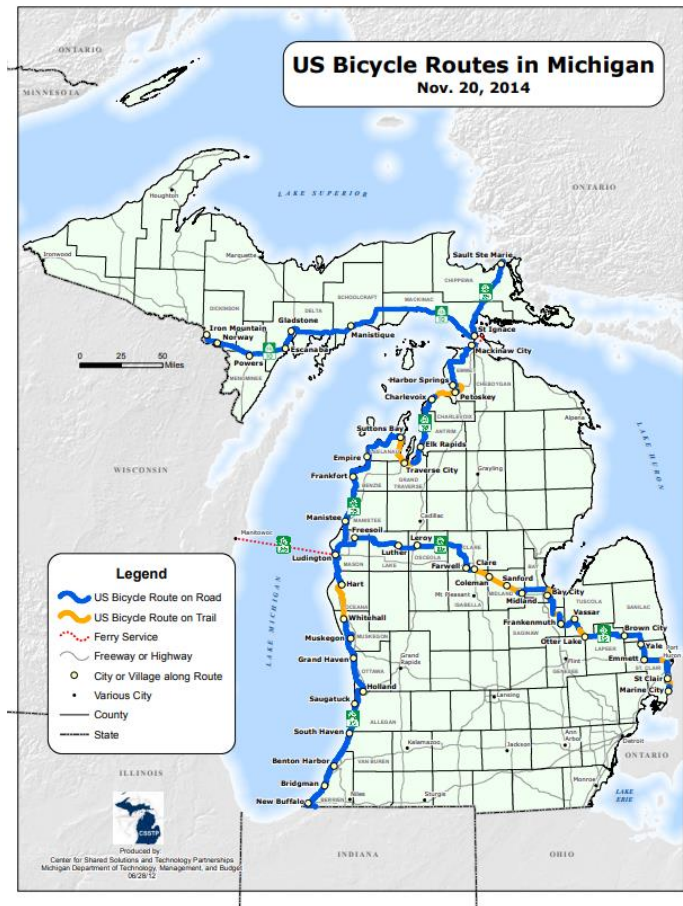 US Bicycle Routes in Michigan
Nov. 20, 2014
ONTARIO
MINNESOTA
LAKE SUPERIOR
ONTARIO
Houghton
Ironwood
Marquette
Sault Ste Marie
CHIPPEWA
SCHOOLCRAFT
MACKINAC
DICKINSON
DELTA
Gladstone
Iron Mountain
Norway
Manistique
St Ignace
Escanaba
Powers
Mackinaw City
0 25 50
Miles
MENOMINEE
EMMET
CHEBOYGAN
Harbor Springs
Petoskey
Charlevoix
CHARLEVOIX
Alpena
Suttons Bay
ANTRIM
LAKE HURON
Elk Rapids
Empire
LEELANAU
Traverse City
WISCONSIN
Frankfort
GRAND
TRAVERSE
Grayling
BENZIE
Manistee
MANISTEE
Cadillac
Manitowoc
Freesoil
Leroy
Luther
CLARE
Ludington
MASON
LAKE
OSCEOLA
Farwell
Clare
Coleman
Sanford
BAY
Hart
Mt Pleasant
MIDLAND
Midland
Bay City
TUSCOLA
SANILAC
OCEANA
ISABELLA
Vassar
LAKE MICHIGAN
Whitehall
Frankenmuth
Brown City
SAGINAW
Otter Lake
Yale
Port
Huron
Muskegon
MUSKEGON
LAPEER
Flint
GENESEE
Emmett
ST. CLAIR
Grand Haven
OTTAWA
Grand
Rapids
St Clair
Marine City
Holland
Saugatuck
Lansing
ALLEGAN
South Haven
Ann
Arbor
Detroit
Kalamazoo
Jackson
ONTARIO
Benton Harbor
VAN BUREN
Bridgman
Monroe
New Buffalo
BERRIEN
Niles
Sturgis
LAKE
ERIE
ILLINOIS
INDIANA
OHIO
Legend
US Bicycle Route on Road
US Bicycle Route on Trail
Ferry Service
Freeway or Highway
City or Village along Route
Various City
County
State
CSSTP
Produced by:
Center for Shared Solutions and Technology Partnerships
Michigan Department of Technology, Management, and Budget
06/28/12